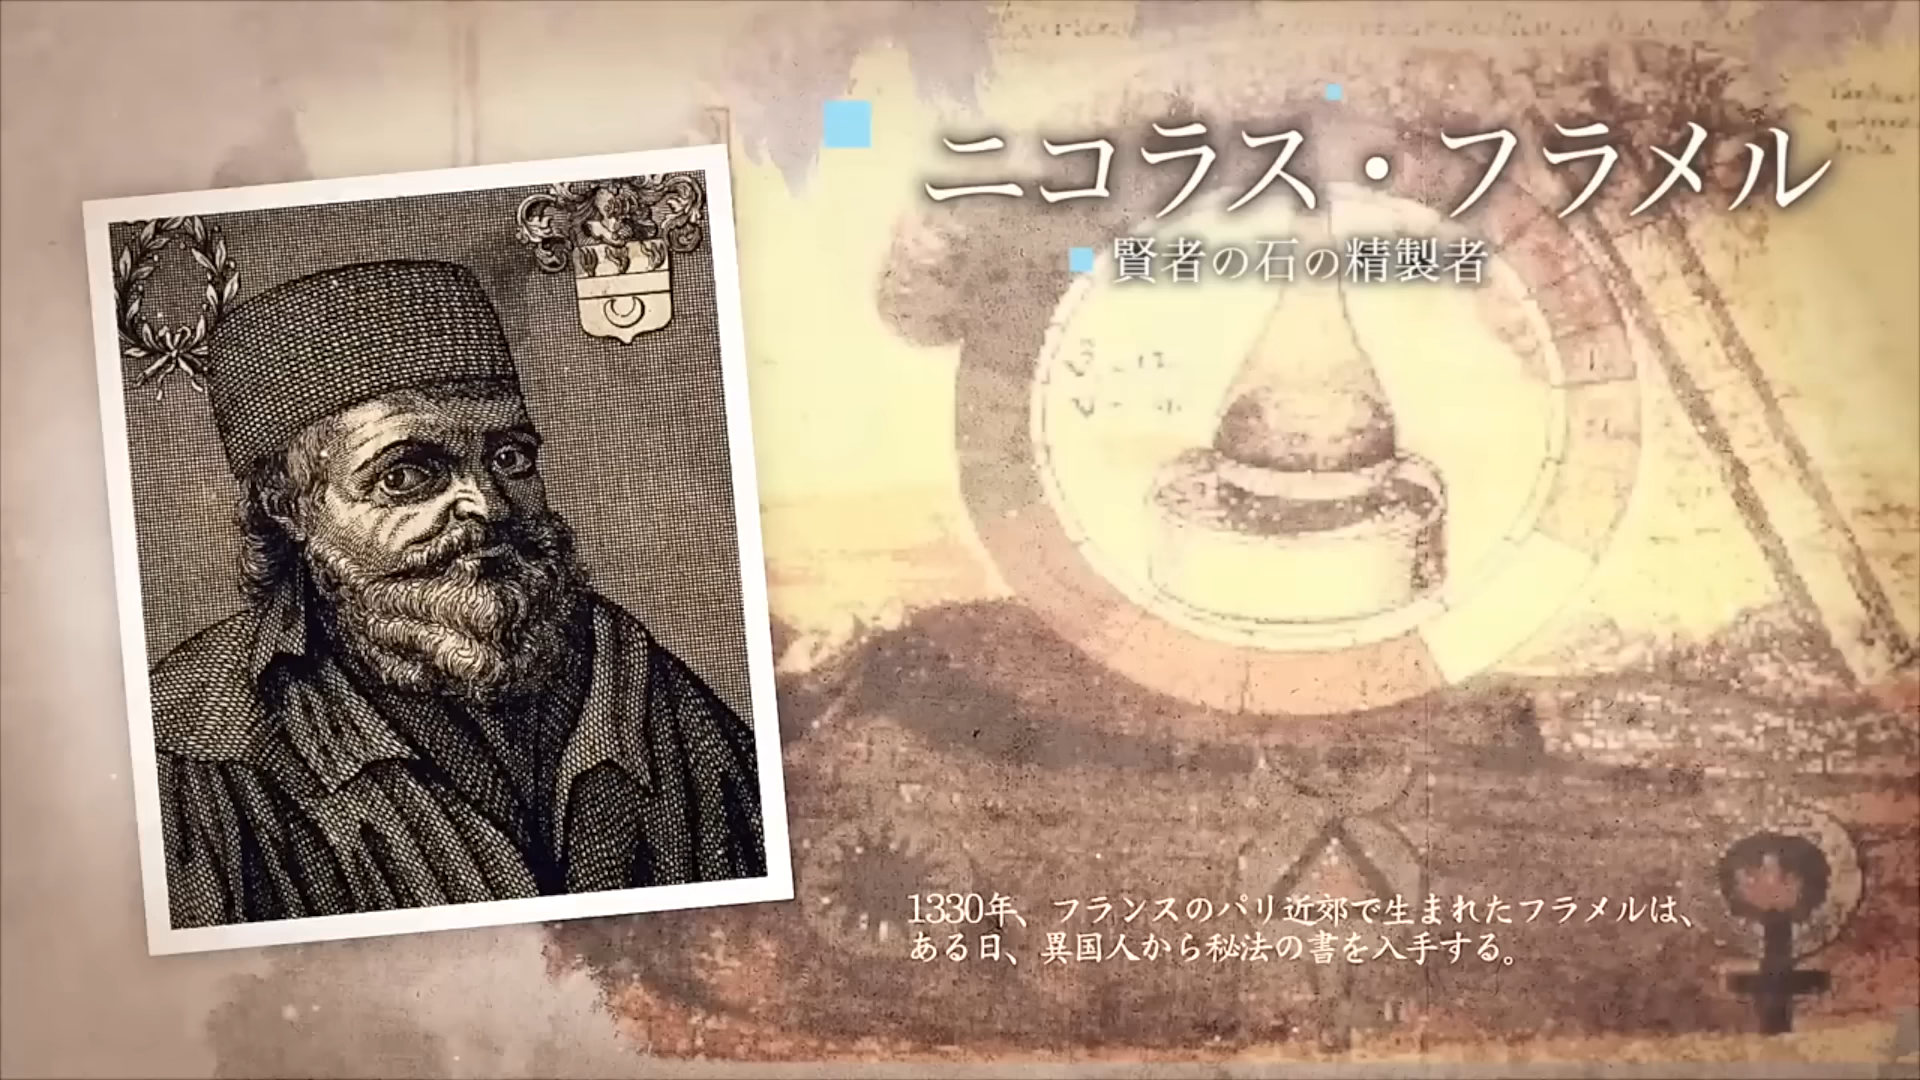 ニコラス・フラメル
賢者の石の精製者
1330年、フランスのパリ近郊で生まれたフラメルは、
ある日、異国人から秘法の書を入手する。